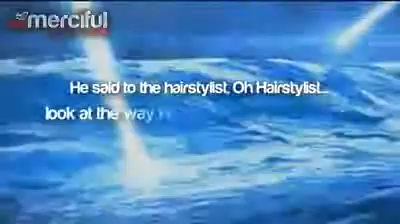 merciful
He said to the hairstylist, Oh Hairstylist...
look at the way